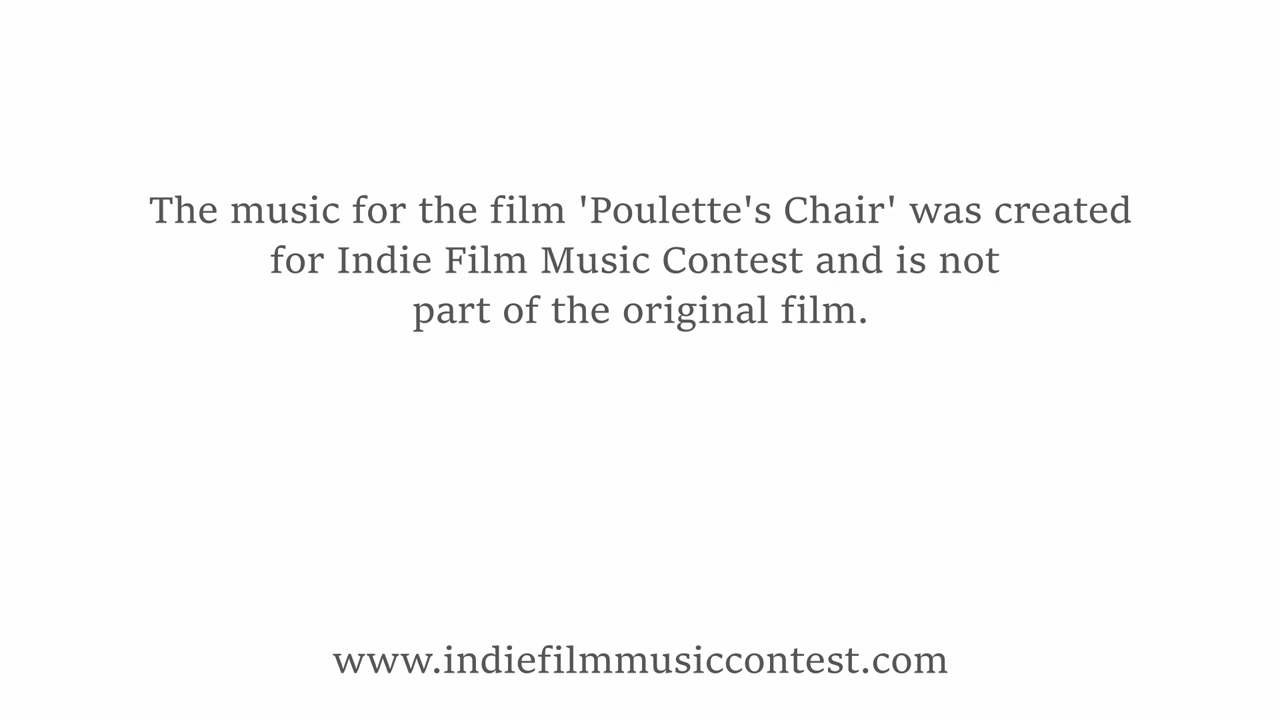 The music for the film 'Poulette's Chair' was created
for Indie Film Music Contest and is not
part of the original film.
www.indiefilmmusiccontest.com